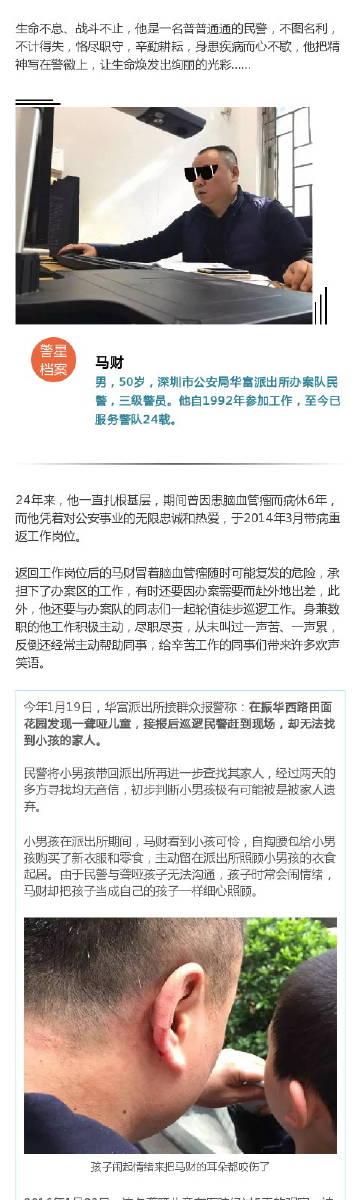 生命不息、战斗不止，他是一名普普通通的民警，不图名利，
不计得失，恪尽职守，辛勤耕耘，身患疾病而心不歇，他把精
神写在警徽上，让生命焕发出绚丽的光彩……
警星
档案
马财
男，50岁，深圳市公安局华富派出所办案队民
警，三级警员。他自1992年参加工作，至今已
服务警队24载。
24年来，他一直扎根基层，期间曾因患脑血管瘤而病休6年，
而他凭着对公安事业的无限忠诚和热爱，于2014年3月带病重
返工作岗位。
返回工作岗位后的马财冒着脑血管瘤随时可能复发的危险，承
担下了办案区的工作，有时还要因办案需要而赴外地出差，此
外，他还要与办案队的同志们一起轮值徒步巡逻工作。身兼数
职的他工作积极主动，尽职尽责，从未叫过一声苦、一声累，
反倒还经常主动帮助同事，给辛苦工作的同事们带来许多欢声
笑语。
今年1月19日，华富派出所接群众报警称：在振华西路田面
花园发现一聋哑儿童，接报后巡逻民警赶到现场，却无法找
到小孩的家人。
民警将小男孩带回派出所再进一步查找其家人，经过两天的
多方寻找均无音信，初步判断小男孩极有可能被是被家人遗
弃。
小男孩在派出所期间，马财看到小孩可怜，自掏腰包给小男
孩购买了新衣服和零食，主动留在派出所照顾小男孩的衣食
起居。由于民警与聋哑孩子无法沟通，孩子时常会闹情绪，
马财却把孩子当成自己的孩子一样细心照顾。
孩子闹起情绪来把马财的耳朵都咬伤了